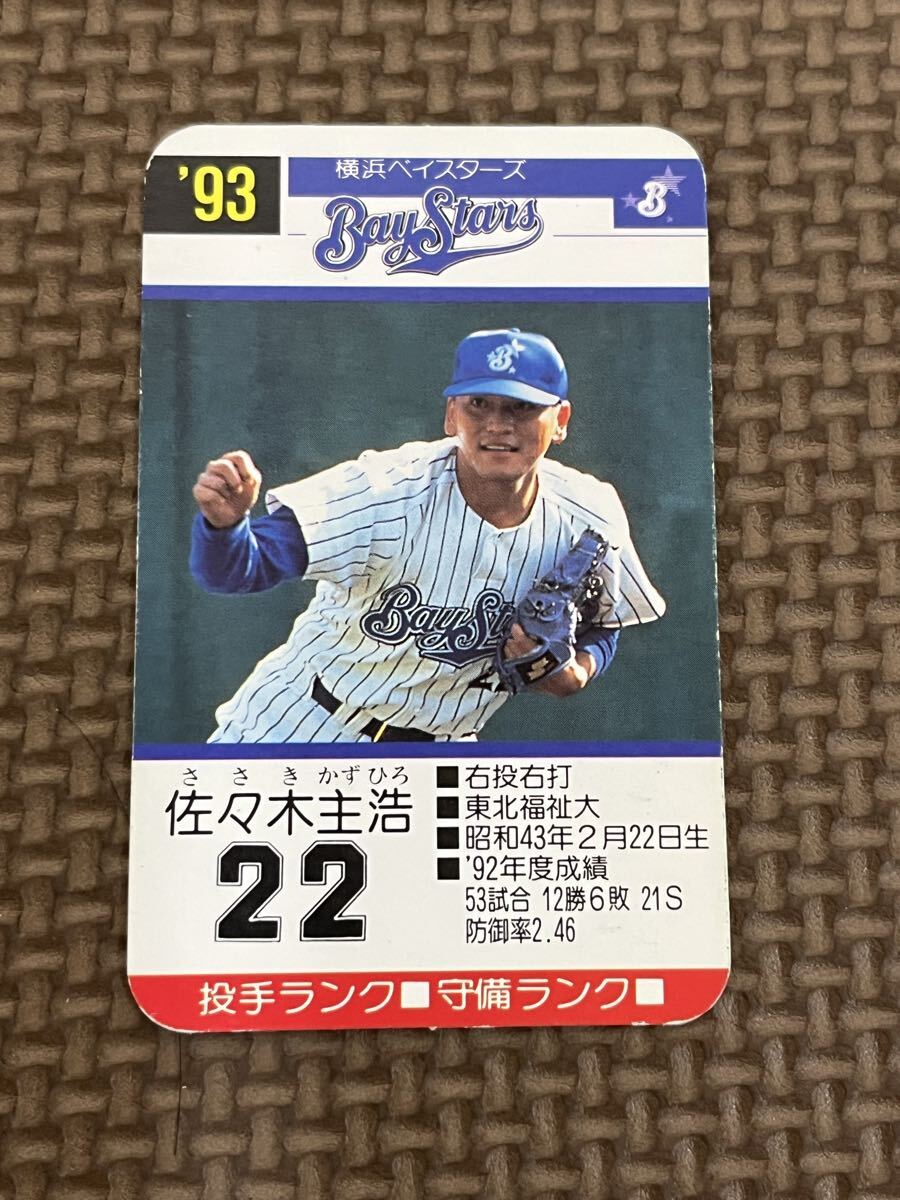 '93
横浜ベイスターズ
BayStars
B
B
BaySt
ささきかずひろ
佐々木主浩
22
■右投右打
■東北福祉大
■昭和43年2月22日生
■'92年度成績
53試合 12勝6敗 21S
防御率2.46
投手ランク□守備ランク□